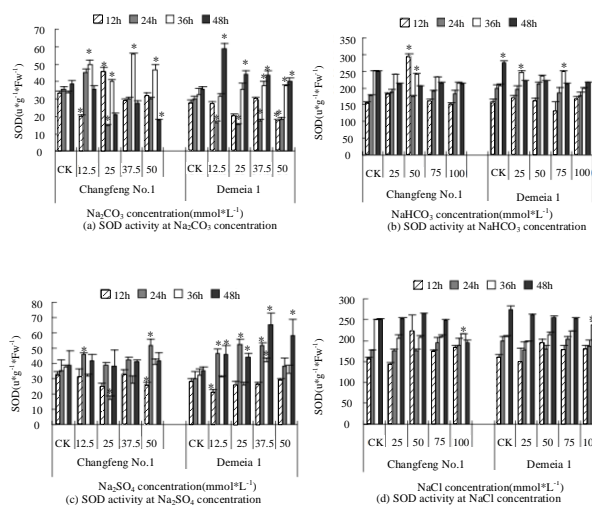 12h 24h 36h 48h
70
60
50
40
30
20
10
0
SOD(u*g⁻¹*Fw⁻¹)
* * * * * * * * * * * * * * * * * * *
CK 12.5 25 37.5 50 CK 12.5 25 37.5 50
Changfeng No.1 Demeia 1
Na₂CO₃ concentration(mmol*L⁻¹)
(a) SOD activity at Na₂CO₃ concentration
12h 24h 36h 48h
350
300
250
200
150
100
SOD(u*g⁻¹*Fw⁻¹)
* * * * *
CK 25 50 75 100 CK 25 50 75 100
Changfeng No.1 Demeia 1
NaHCO₃ concentration(mmol*L⁻¹)
(b) SOD activity at NaHCO₃ concentration
12h 24h 36h 48h
80
70
60
50
40
30
20
10
0
SOD(u*g⁻¹*Fw⁻¹)
* * * * * * * * * * * * *
CK 12.5 25 37.5 50 CK 12.5 25 37.5 50
Changfeng No.1 Demeia 1
Na₂SO₄ concentration(mmol*L⁻¹)
(c) SOD activity at Na₂SO₄ concentration
12h 24h 36h 48h
300
250
200
150
100
SOD(u*g⁻¹*Fw⁻¹)
* *
CK 25 50 75 100 CK 25 50 75 100
Changfeng No.1 Demeia 1
NaCl concentration(mmol*L⁻¹)
(d) SOD activity at NaCl concentration